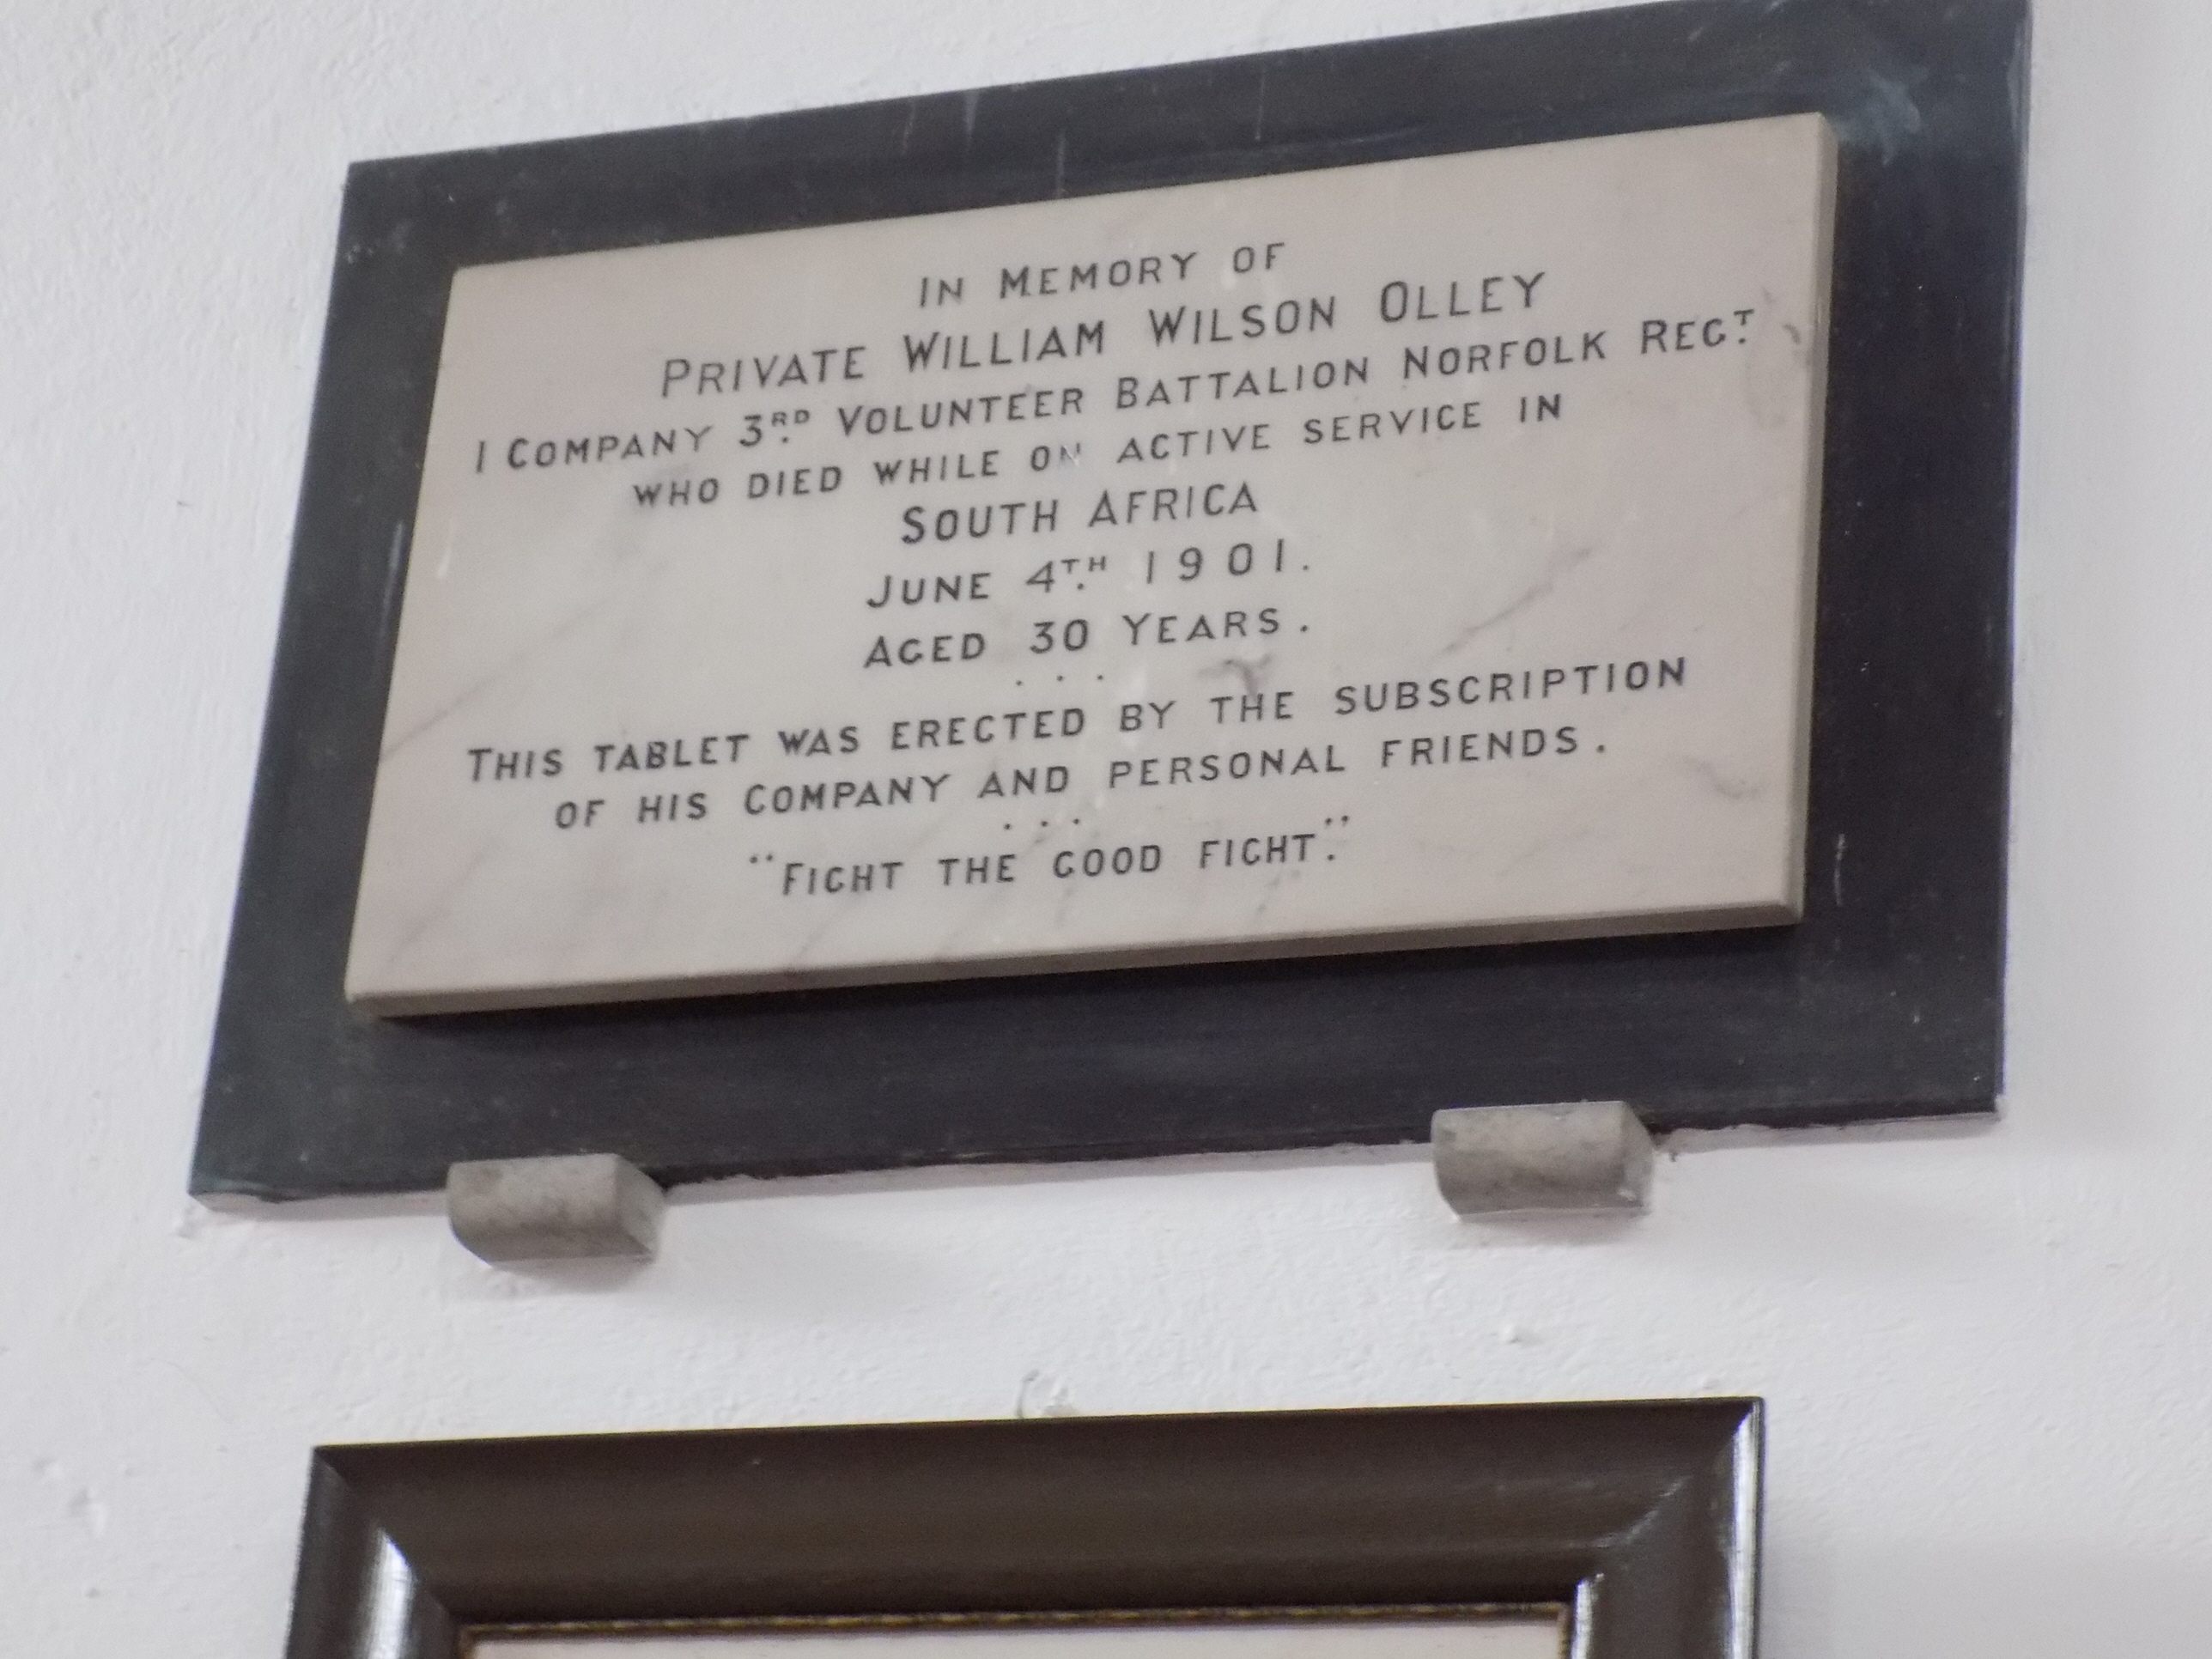 IN MEMORY OF
PRIVATE WILLIAM WILSON OLLEY
I COMPANY 3RD. VOLUNTEER BATTALION NORFOLK REGT.
WHO DIED WHILE ON ACTIVE SERVICE IN
SOUTH AFRICA
JUNE 4TH. 1901.
AGED 30 YEARS.
. . .
THIS TABLET WAS ERECTED BY THE SUBSCRIPTION
OF HIS COMPANY AND PERSONAL FRIENDS.
. . .
"FIGHT THE GOOD FIGHT."